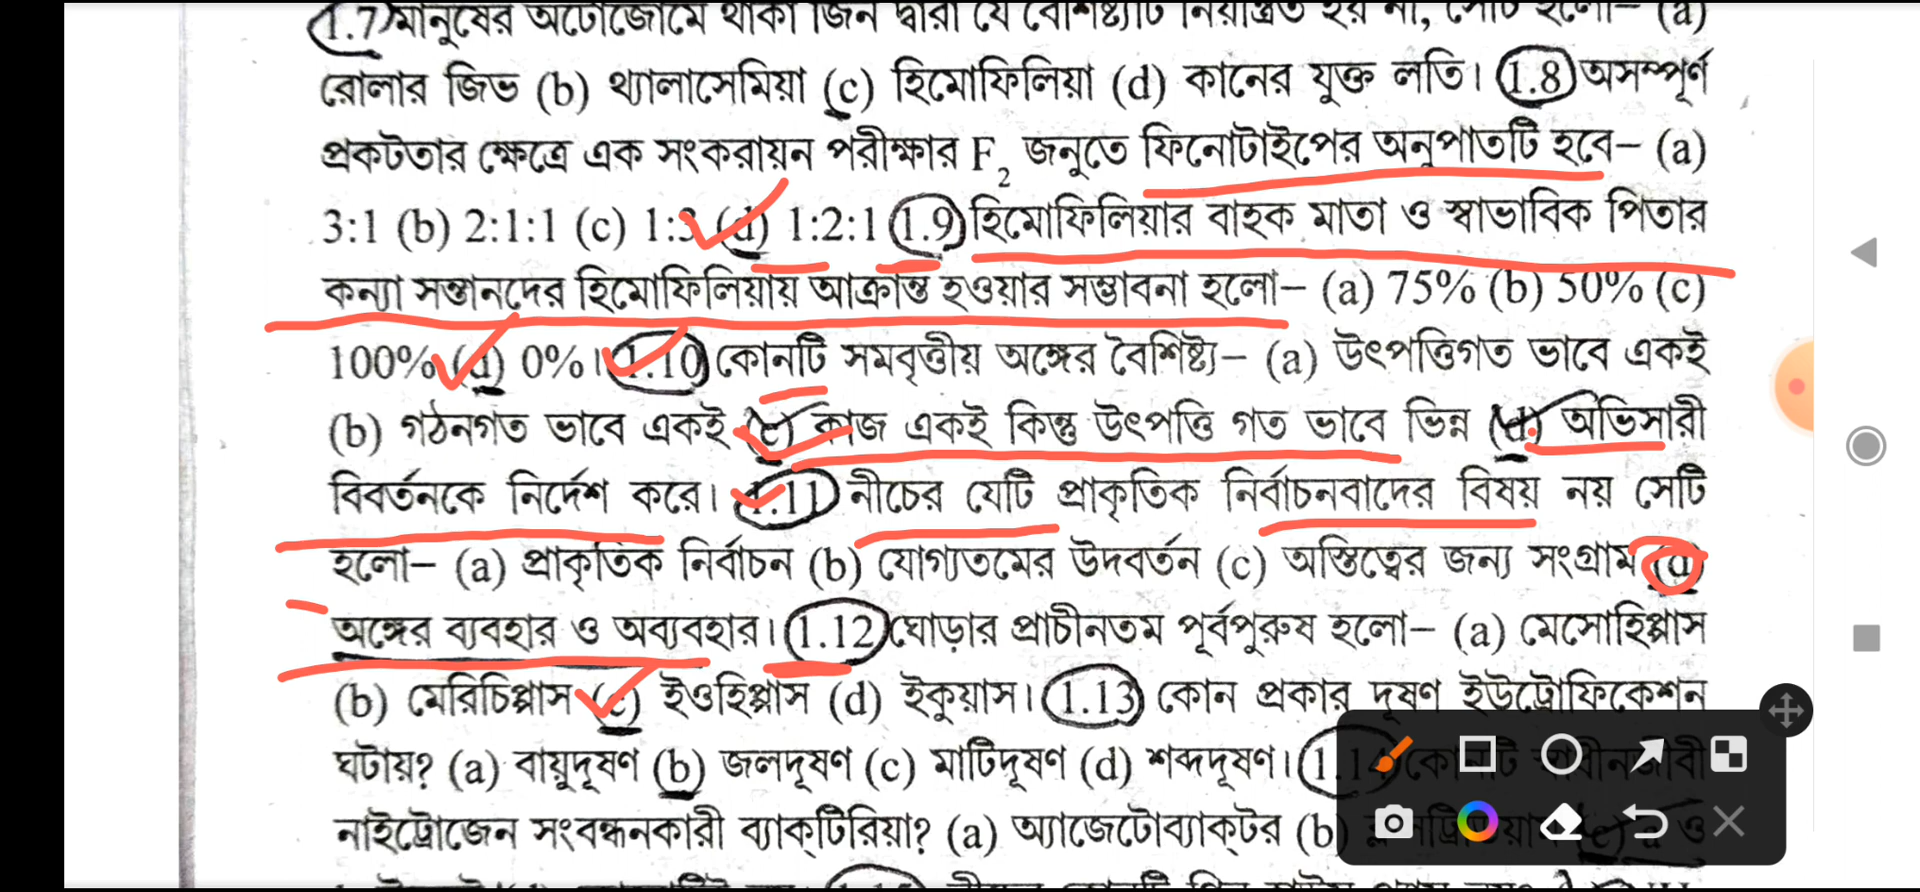 1.7 মানুষের অটোজোমে থাকা জিন দ্বারা যে বৈশিষ্ট্যটি নিয়ন্ত্রিত হয় না, সেটি হলো– (a)
রোলার জিভ (b) থ্যালাসেমিয়া (c) হিমোফিলিয়া (d) কানের যুক্ত লতি। 1.8 অসম্পূর্ণ
প্রকটতার ক্ষেত্রে এক সংকরায়ন পরীক্ষার F₂ জনুতে ফিনোটাইপের অনুপাতটি হবে– (a)
3:1 (b) 2:1:1 (c) 1:3 (d) 1:2:1 1.9 হিমোফিলিয়ার বাহক মাতা ও স্বাভাবিক পিতার
কন্যা সন্তানদের হিমোফিলিয়ায় আক্রান্ত হওয়ার সম্ভাবনা হলো– (a) 75% (b) 50% (c)
100% (d) 0%। 1.10 কোনটি সমবৃত্তীয় অঙ্গের বৈশিষ্ট্য– (a) উৎপত্তিগত ভাবে একই
(b) গঠনগত ভাবে একই (c) কাজ একই কিন্তু উৎপত্তি গত ভাবে ভিন্ন (d) অভিসারী
বিবর্তনকে নির্দেশ করে। 1.11 নীচের যেটি প্রাকৃতিক নির্বাচনবাদের বিষয় নয় সেটি
হলো– (a) প্রাকৃতিক নির্বাচন (b) যোগ্যতমের উদবর্তন (c) অস্তিত্বের জন্য সংগ্রাম (d)
অঙ্গের ব্যবহার ও অব্যবহার। 1.12 ঘোড়ার প্রাচীনতম পূর্বপুরুষ হলো– (a) মেসোহিপ্পাস
(b) মেরিচিপ্পাস (c) ইওহিপ্পাস (d) ইকুয়াস। 1.13 কোন প্রকার দূষণ ইউট্রোফিকেশন
ঘটায়? (a) বায়ুদূষণ (b) জলদূষণ (c) মাটিদূষণ (d) শব্দদূষণ। 1.14 কোনটি স্বাধীনজীবী
নাইট্রোজেন সংবন্ধনকারী ব্যাক্‌টিরিয়া? (a) অ্যাজেটোব্যাক্‌টর (b) (c) a ও